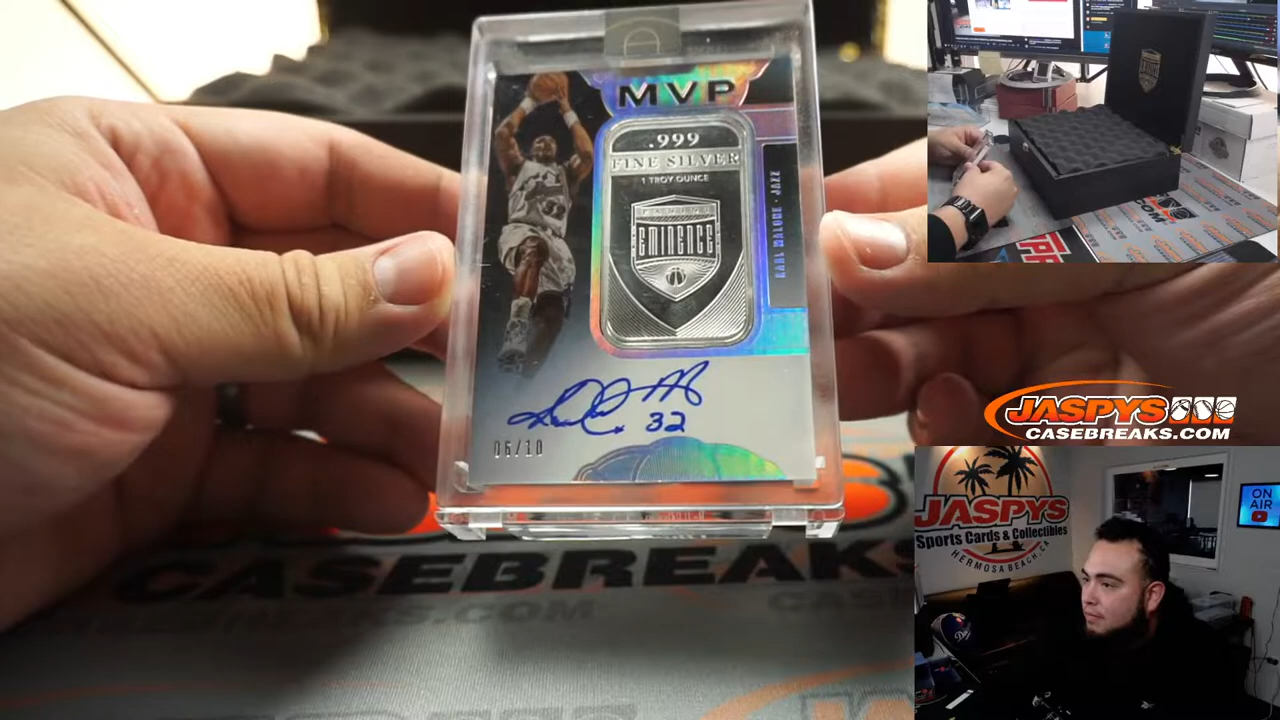 MVP
.999
FINE SILVER
1 TROY OUNCE
EMINENCE
KARL MALONE · JAZZ
32
06/10
CASEBREAKS
.COM
JASPYS
CASEBREAKS.COM
JASPYS
Sports Cards & Collectibles
HERMOSA BEACH, CA
ON
AIR